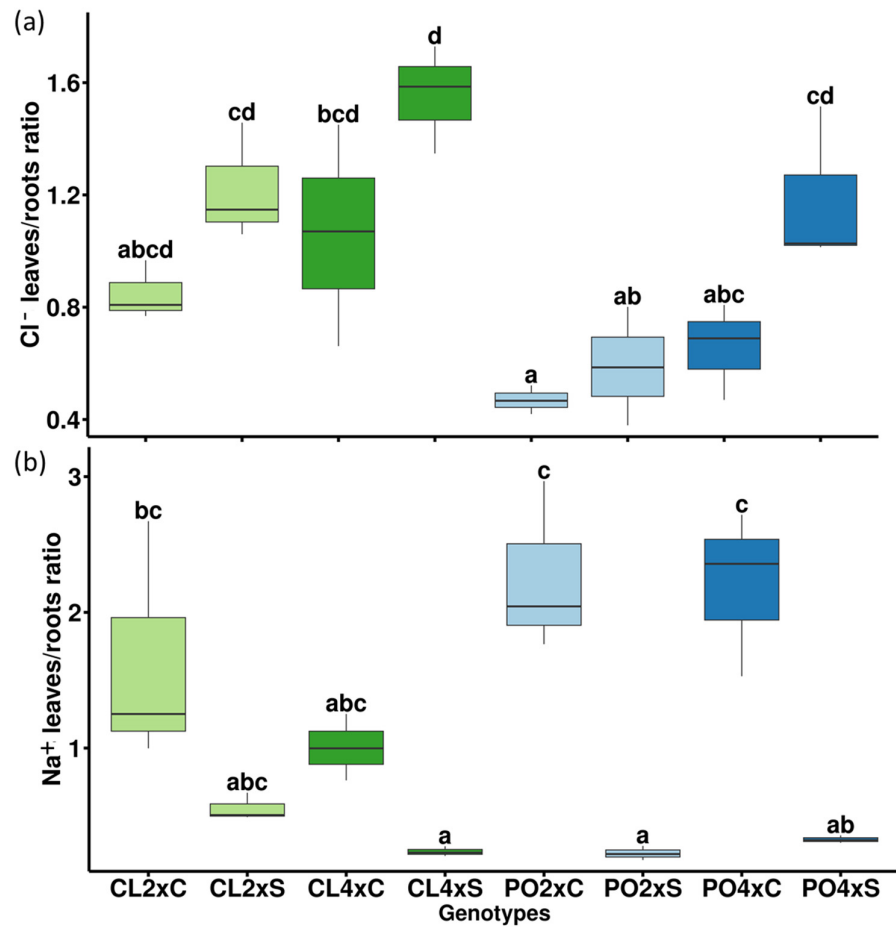 (a)
Cl⁻ leaves/roots ratio
1.6
1.2
0.8
0.4
abcd
cd
bcd
d
a
ab
abc
cd
(b)
Na⁺ leaves/roots ratio
3
2
1
bc
abc
abc
a
c
a
c
ab
CL2xC CL2xS CL4xC CL4xS PO2xC PO2xS PO4xC PO4xS
Genotypes